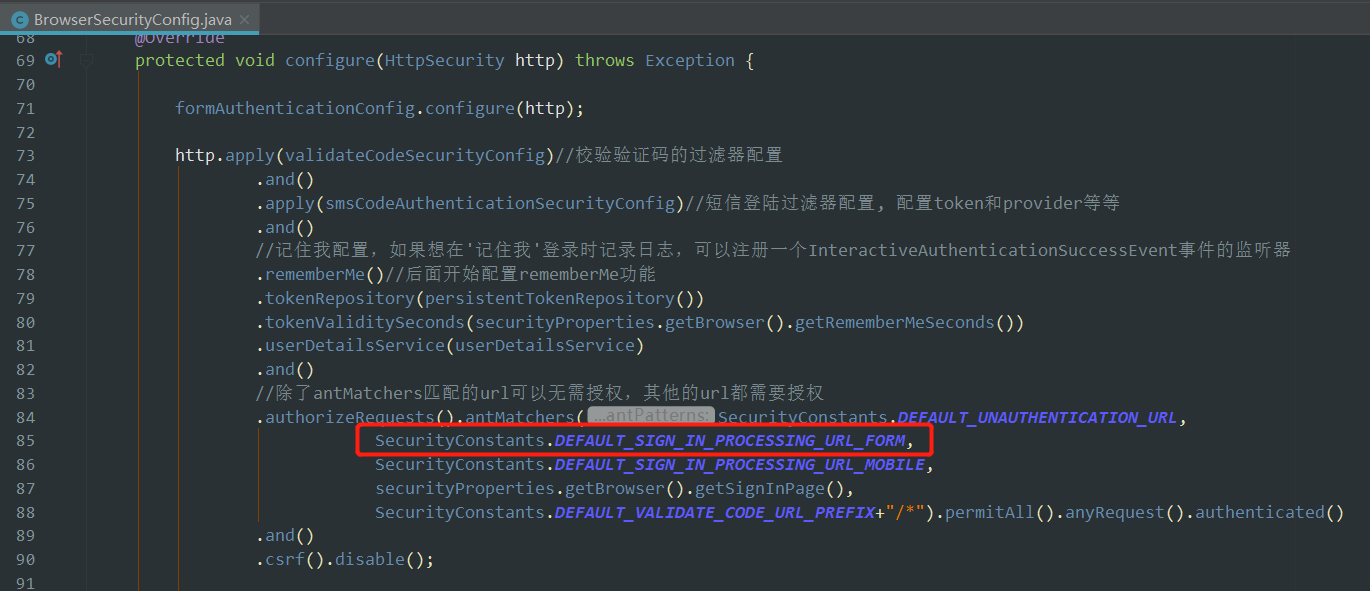 C BrowserSecurityConfig.java ×
68 @Override
69 protected void configure(HttpSecurity http) throws Exception {
70
71 formAuthenticationConfig.configure(http);
72
73 http.apply(validateCodeSecurityConfig)//校验验证码的过滤器配置
74 .and()
75 .apply(smsCodeAuthenticationSecurityConfig)//短信登陆过滤器配置, 配置token和provider等等
76 .and()
77 //记住我配置，如果想在'记住我'登录时记录日志，可以注册一个InteractiveAuthenticationSuccessEvent事件的监听器
78 .rememberMe()//后面开始配置rememberMe功能
79 .tokenRepository(persistentTokenRepository())
80 .tokenValiditySeconds(securityProperties.getBrowser().getRememberMeSeconds())
81 .userDetailsService(userDetailsService)
82 .and()
83 //除了antMatchers匹配的url可以无需授权，其他的url都需要授权
84 .authorizeRequests().antMatchers( ...antPatterns: SecurityConstants.DEFAULT_UNAUTHENTICATION_URL,
85 SecurityConstants.DEFAULT_SIGN_IN_PROCESSING_URL_FORM,
86 SecurityConstants.DEFAULT_SIGN_IN_PROCESSING_URL_MOBILE,
87 securityProperties.getBrowser().getSignInPage(),
88 SecurityConstants.DEFAULT_VALIDATE_CODE_URL_PREFIX+"/*").permitAll().anyRequest().authenticated()
89 .and()
90 .csrf().disable();
91